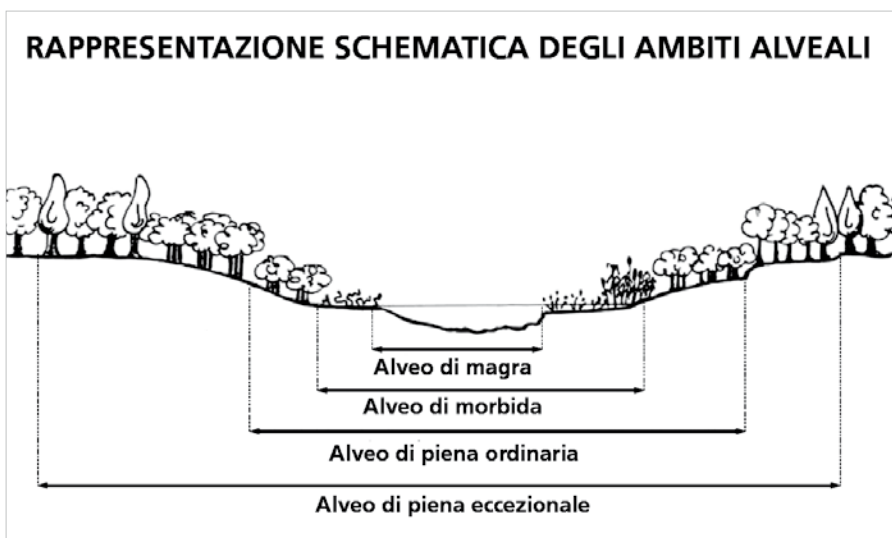 RAPPRESENTAZIONE SCHEMATICA DEGLI AMBITI ALVEALI
Alveo di magra
Alveo di morbida
Alveo di piena ordinaria
Alveo di piena eccezionale